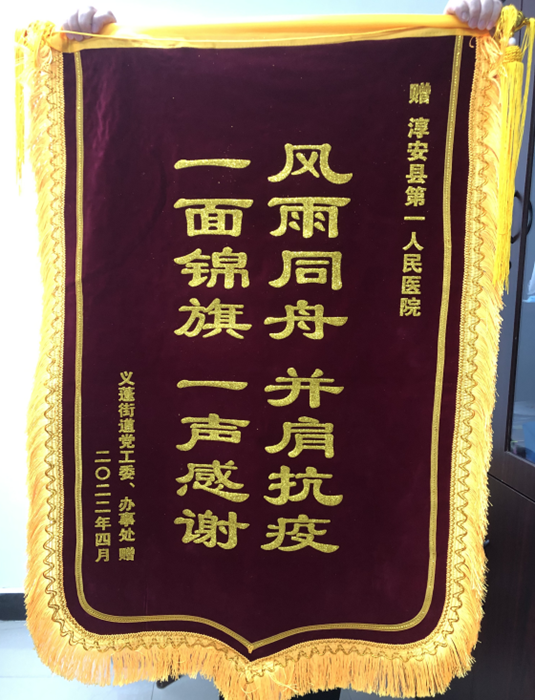 赠 淳安县第一人民医院
风雨同舟 并肩抗疫
一面锦旗 一声感谢
义蓬街道党工委、办事处 赠
二〇二二年四月